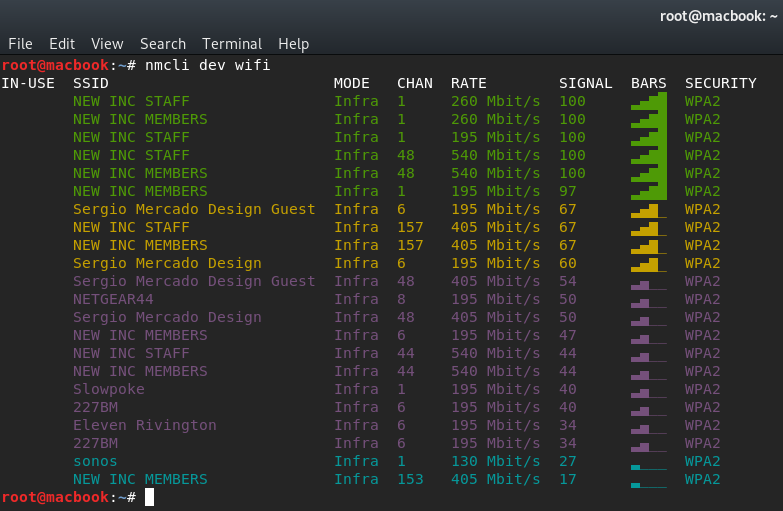 root@macbook: ~
File Edit View Search Terminal Help
root@macbook:~# nmcli dev wifi
IN-USE SSID MODE CHAN RATE SIGNAL BARS SECURITY
NEW INC STAFF Infra 1 260 Mbit/s 100 WPA2
NEW INC MEMBERS Infra 1 260 Mbit/s 100 WPA2
NEW INC STAFF Infra 1 195 Mbit/s 100 WPA2
NEW INC STAFF Infra 48 540 Mbit/s 100 WPA2
NEW INC MEMBERS Infra 48 540 Mbit/s 100 WPA2
NEW INC MEMBERS Infra 1 195 Mbit/s 97 WPA2
Sergio Mercado Design Guest Infra 6 195 Mbit/s 67 WPA2
NEW INC STAFF Infra 157 405 Mbit/s 67 WPA2
NEW INC MEMBERS Infra 157 405 Mbit/s 67 WPA2
Sergio Mercado Design Infra 6 195 Mbit/s 60 WPA2
Sergio Mercado Design Guest Infra 48 405 Mbit/s 54 WPA2
NETGEAR44 Infra 8 195 Mbit/s 50 WPA2
Sergio Mercado Design Infra 48 405 Mbit/s 50 WPA2
NEW INC MEMBERS Infra 6 195 Mbit/s 47 WPA2
NEW INC STAFF Infra 44 540 Mbit/s 44 WPA2
NEW INC MEMBERS Infra 44 540 Mbit/s 44 WPA2
Slowpoke Infra 1 195 Mbit/s 40 WPA2
227BM Infra 6 195 Mbit/s 40 WPA2
Eleven Rivington Infra 6 195 Mbit/s 34 WPA2
227BM Infra 6 195 Mbit/s 34 WPA2
sonos Infra 1 130 Mbit/s 27 WPA2
NEW INC MEMBERS Infra 153 405 Mbit/s 17 WPA2
root@macbook:~#